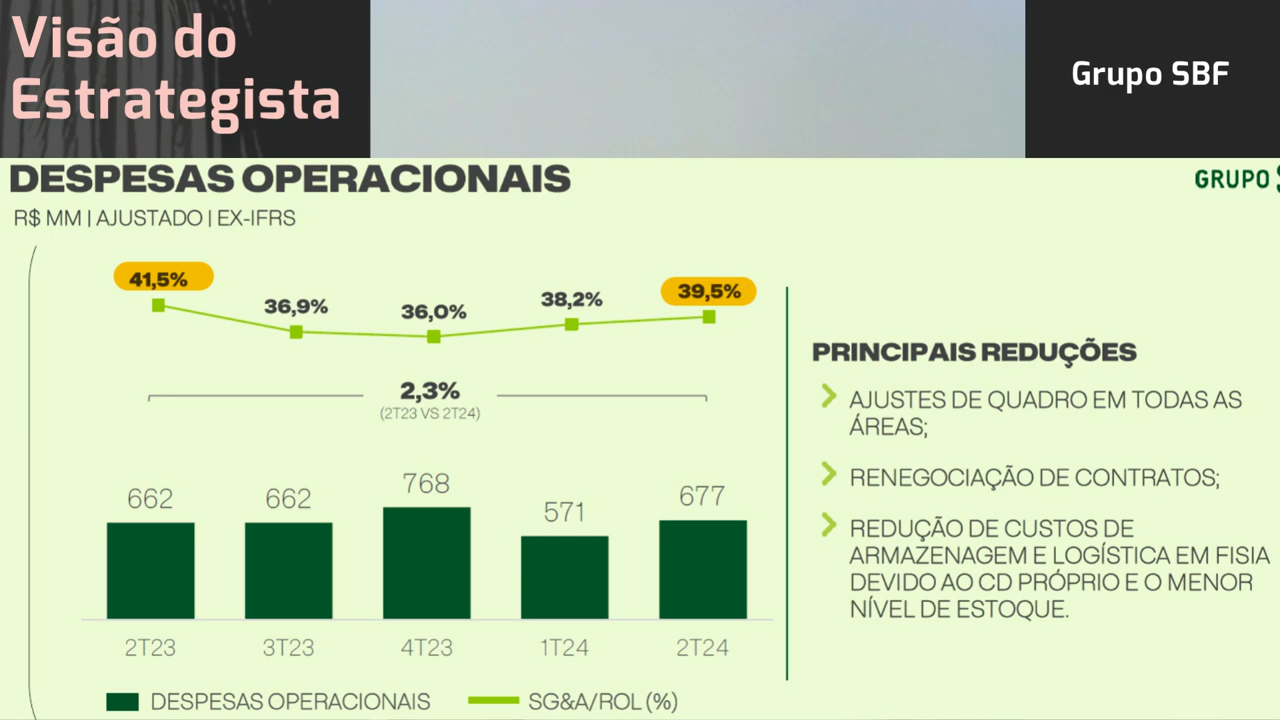 Visão do
Estrategista
Grupo SBF
DESPESAS OPERACIONAIS
GRUPO
R$ MM | AJUSTADO | EX-IFRS
41,5%
36,9%
36,0%
38,2%
39,5%
2,3%
(2T23 VS 2T24)
662
662
768
571
677
2T23
3T23
4T23
1T24
2T24
DESPESAS OPERACIONAIS
SG&A/ROL (%)
PRINCIPAIS REDUÇÕES
AJUSTES DE QUADRO EM TODAS AS
ÁREAS;
RENEGOCIAÇÃO DE CONTRATOS;
REDUÇÃO DE CUSTOS DE
ARMAZENAGEM E LOGÍSTICA EM FISIA
DEVIDO AO CD PRÓPRIO E O MENOR
NÍVEL DE ESTOQUE.